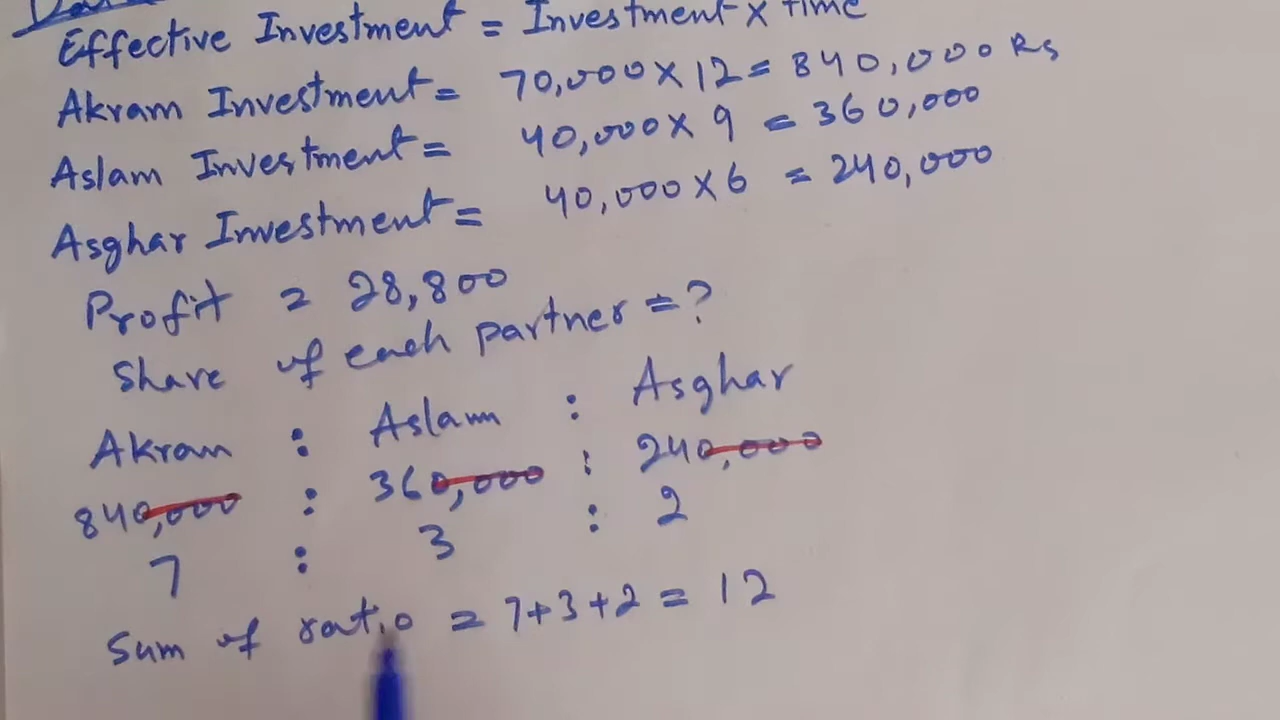 Effective Investment = Investment × time
Akram Investment = 70,000 × 12 = 840,000 Rs
Aslam Investment = 40,000 × 9 = 360,000
Asghar Investment = 40,000 × 6 = 240,000
Profit = 28,800
Share of each partner = ?
Akram : Aslam : Asghar
840,000 : 360,000 : 240,000
7 : 3 : 2
Sum of ratio = 7+3+2 = 12